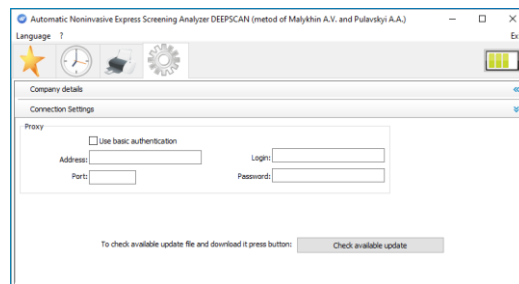 Automatic Noninvasive Express Screening Analyzer DEEPSCAN (metod of Malykhin A.V. and Pulavskyi A.A.)
Language ? Ex
Company details
Connection Settings
Proxy
Use basic authentication
Address: Login:
Port: Password:
To check available update file and download it press button: Check available update